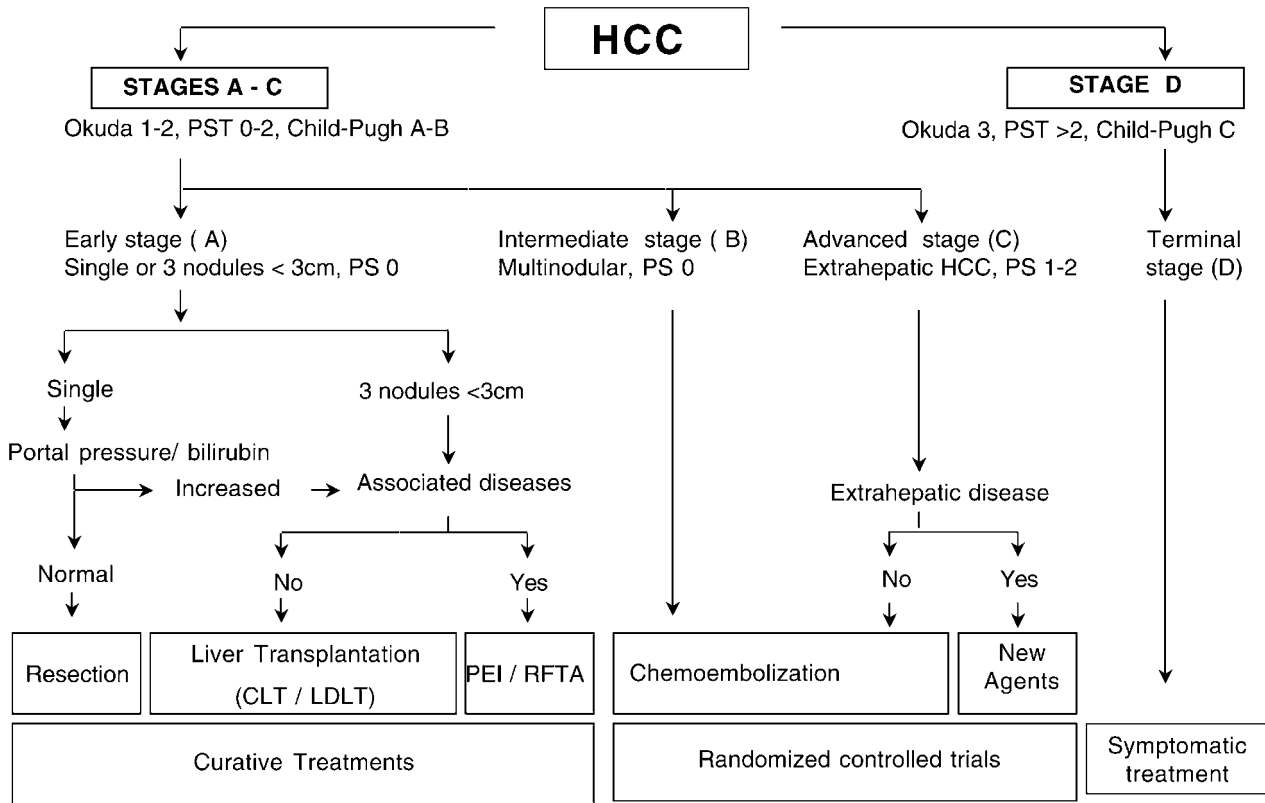 HCC
STAGES A - C
STAGE D
Okuda 1-2, PST 0-2, Child-Pugh A-B
Okuda 3, PST >2, Child-Pugh C
Early stage ( A)
Single or 3 nodules < 3cm, PS 0
Intermediate stage ( B)
Multinodular, PS 0
Advanced stage (C)
Extrahepatic HCC, PS 1-2
Terminal
stage (D)
Single
3 nodules <3cm
Portal pressure/ bilirubin
Increased
Associated diseases
Extrahepatic disease
Normal
No
Yes
No
Yes
Resection
Liver Transplantation
(CLT / LDLT)
PEI / RFTA
Chemoembolization
New
Agents
Curative Treatments
Randomized controlled trials
Symptomatic
treatment